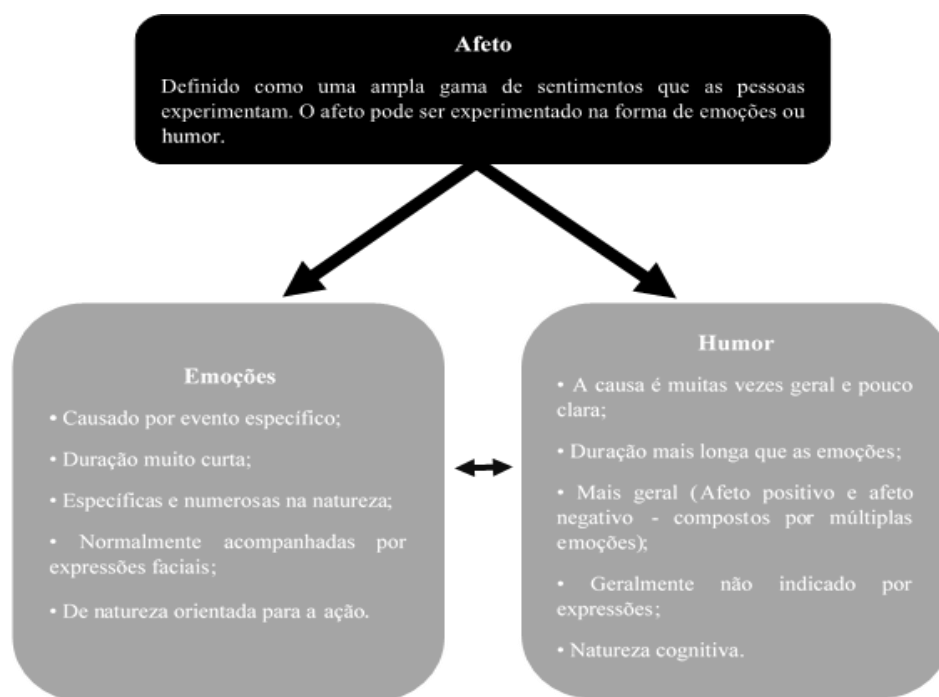 Afeto
Definido como uma ampla gama de sentimentos que as pessoas
experimentam. O afeto pode ser experimentado na forma de emoções ou
humor.
Emoções
• Causado por evento específico;
• Duração muito curta;
• Específicas e numerosas na natureza;
• Normalmente acompanhadas por
expressões faciais;
• De natureza orientada para a ação.
Humor
• A causa é muitas vezes geral e pouco
clara;
• Duração mais longa que as emoções;
• Mais geral (Afeto positivo e afeto
negativo - compostos por múltiplas
emoções);
• Geralmente não indicado por
expressões;
• Natureza cognitiva.